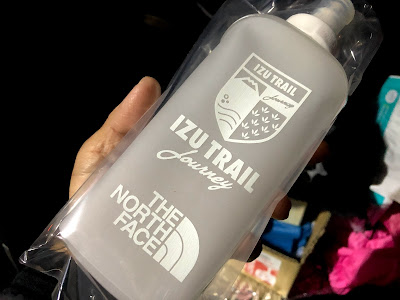 IZU TRAIL
Journey
IZU TRAIL
Journey
THE
NORTH
FACE